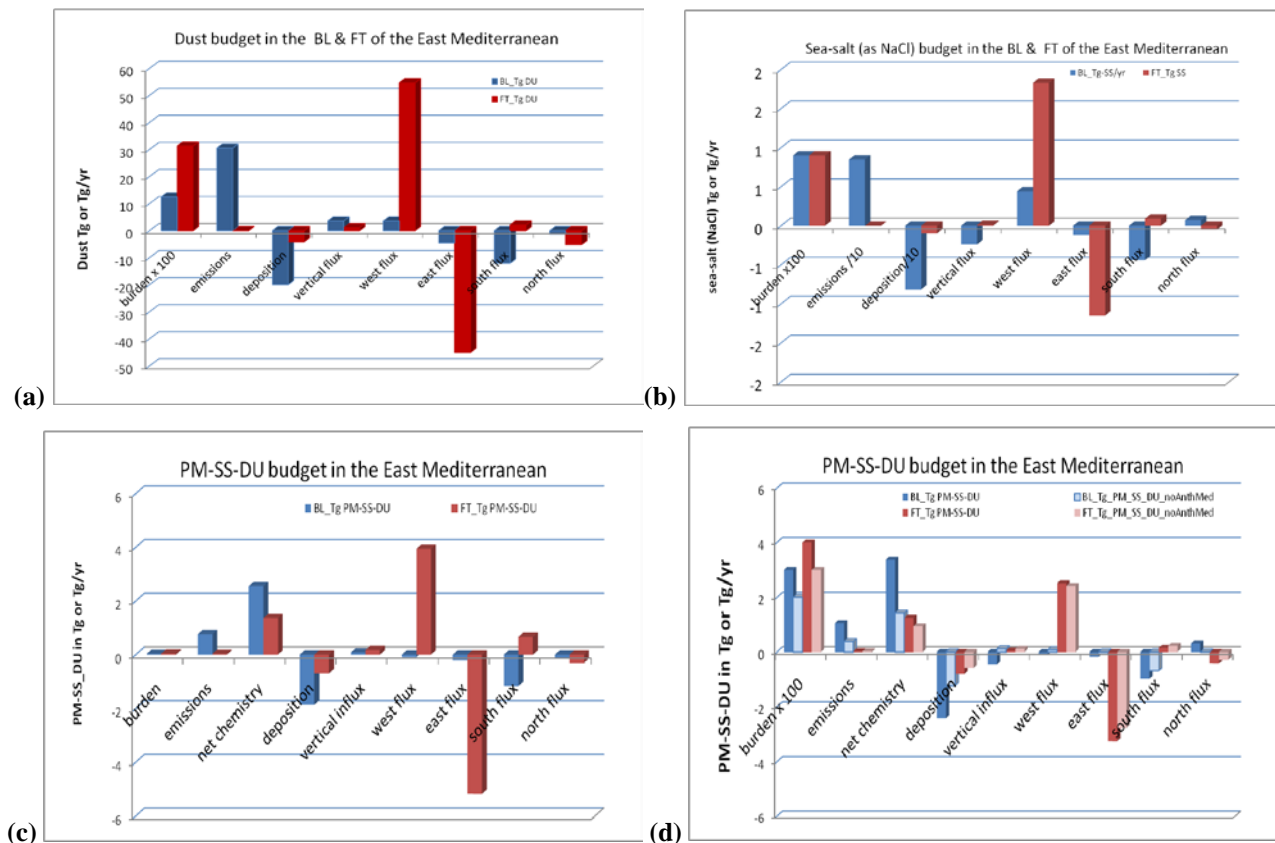 (a)
Dust budget in the BL & FT of the East Mediterranean
BL_Tg DU
FT_Tg DU
Dust Tg or Tg/yr
60
50
40
30
20
10
0
-10
-20
-30
-40
-50
burden x 100
emissions
deposition
vertical flux
west flux
east flux
south flux
north flux
(b)
Sea-salt (as NaCl) budget in the BL & FT of the East Mediterranean
BL_Tg-SS/yr
FT_Tg SS
sea-salt (NaCl) Tg or Tg/yr
2
2
1
1
0
-1
-1
-2
-2
burden x100
emissions /10
deposition/10
vertical flux
west flux
east flux
south flux
north flux
(c)
PM-SS-DU budget in the East Mediterranean
BL_Tg PM-SS-DU
FT_Tg PM-SS-DU
PM-SS_DU in Tg or Tg/yr
6
4
2
0
-2
-4
-6
burden
emissions
net chemistry
deposition
vertical influx
west flux
east flux
south flux
north flux
(d)
PM-SS-DU budget in the East Mediterranean
BL_Tg PM-SS-DU
BL_Tg_PM_SS_DU_noAnthMed
FT_Tg PM-SS-DU
FT_Tg_PM_SS_DU_noAnthMed
PM-SS-DU in Tg or Tg/yr
6
4
2
0
-2
-4
-6
burden x 100
emissions
net chemistry
deposition
vertical influx
west flux
east flux
south flux
north flux